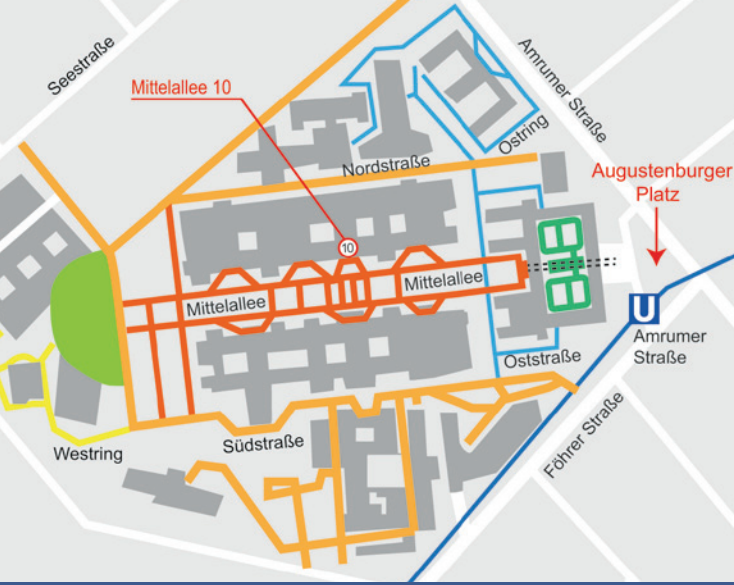 Seestraße
Amrumer Straße
Mittelallee 10
Ostring
Nordstraße
Augustenburger
Platz
10
Mittelallee
Mittelallee
U
Amrumer
Straße
Oststraße
Südstraße
Föhrer Straße
Westring